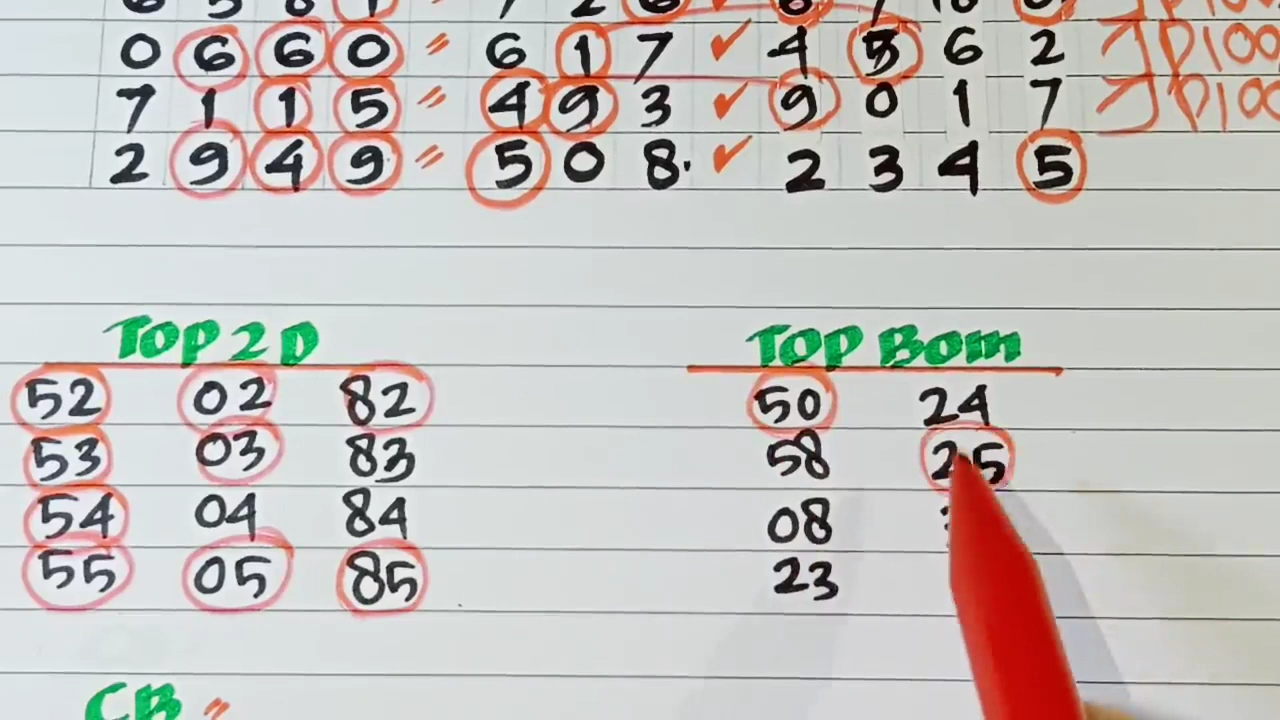 0 6 6 0 = 6 1 7 ✓ 4 5 6 2 P100
7 1 1 5 = 4 9 3 ✓ 9 0 1 7 P100
2 9 4 9 = 5 0 8. ✓ 2 3 4 5
TOP 2D TOP Bom
52 02 82 50 24
53 03 83 58 25
54 04 84 08
55 05 85 23
CB =